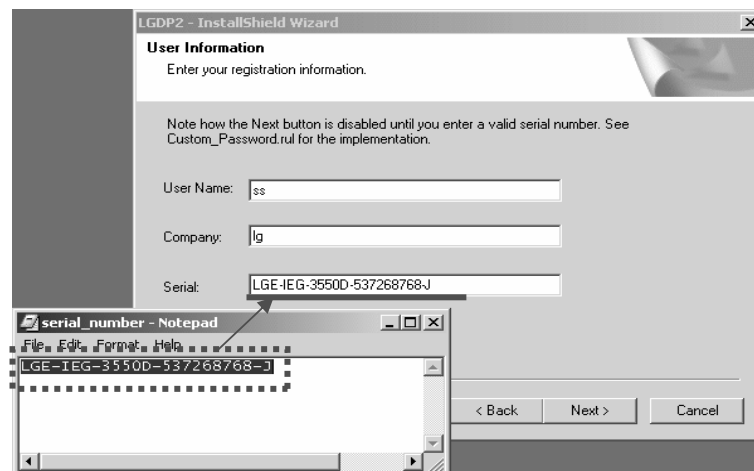 LGDP2 - InstallShield Wizard
User Information
Enter your registration information.
Note how the Next button is disabled until you enter a valid serial number. See
Custom_Password.rul for the implementation.
User Name:
ss
Company:
lg
Serial:
LGE-IEG-3550D-537268768-J
serial_number - Notepad
File Edit Format Help
LGE-IEG-3550D-537268768-J
< Back
Next >
Cancel